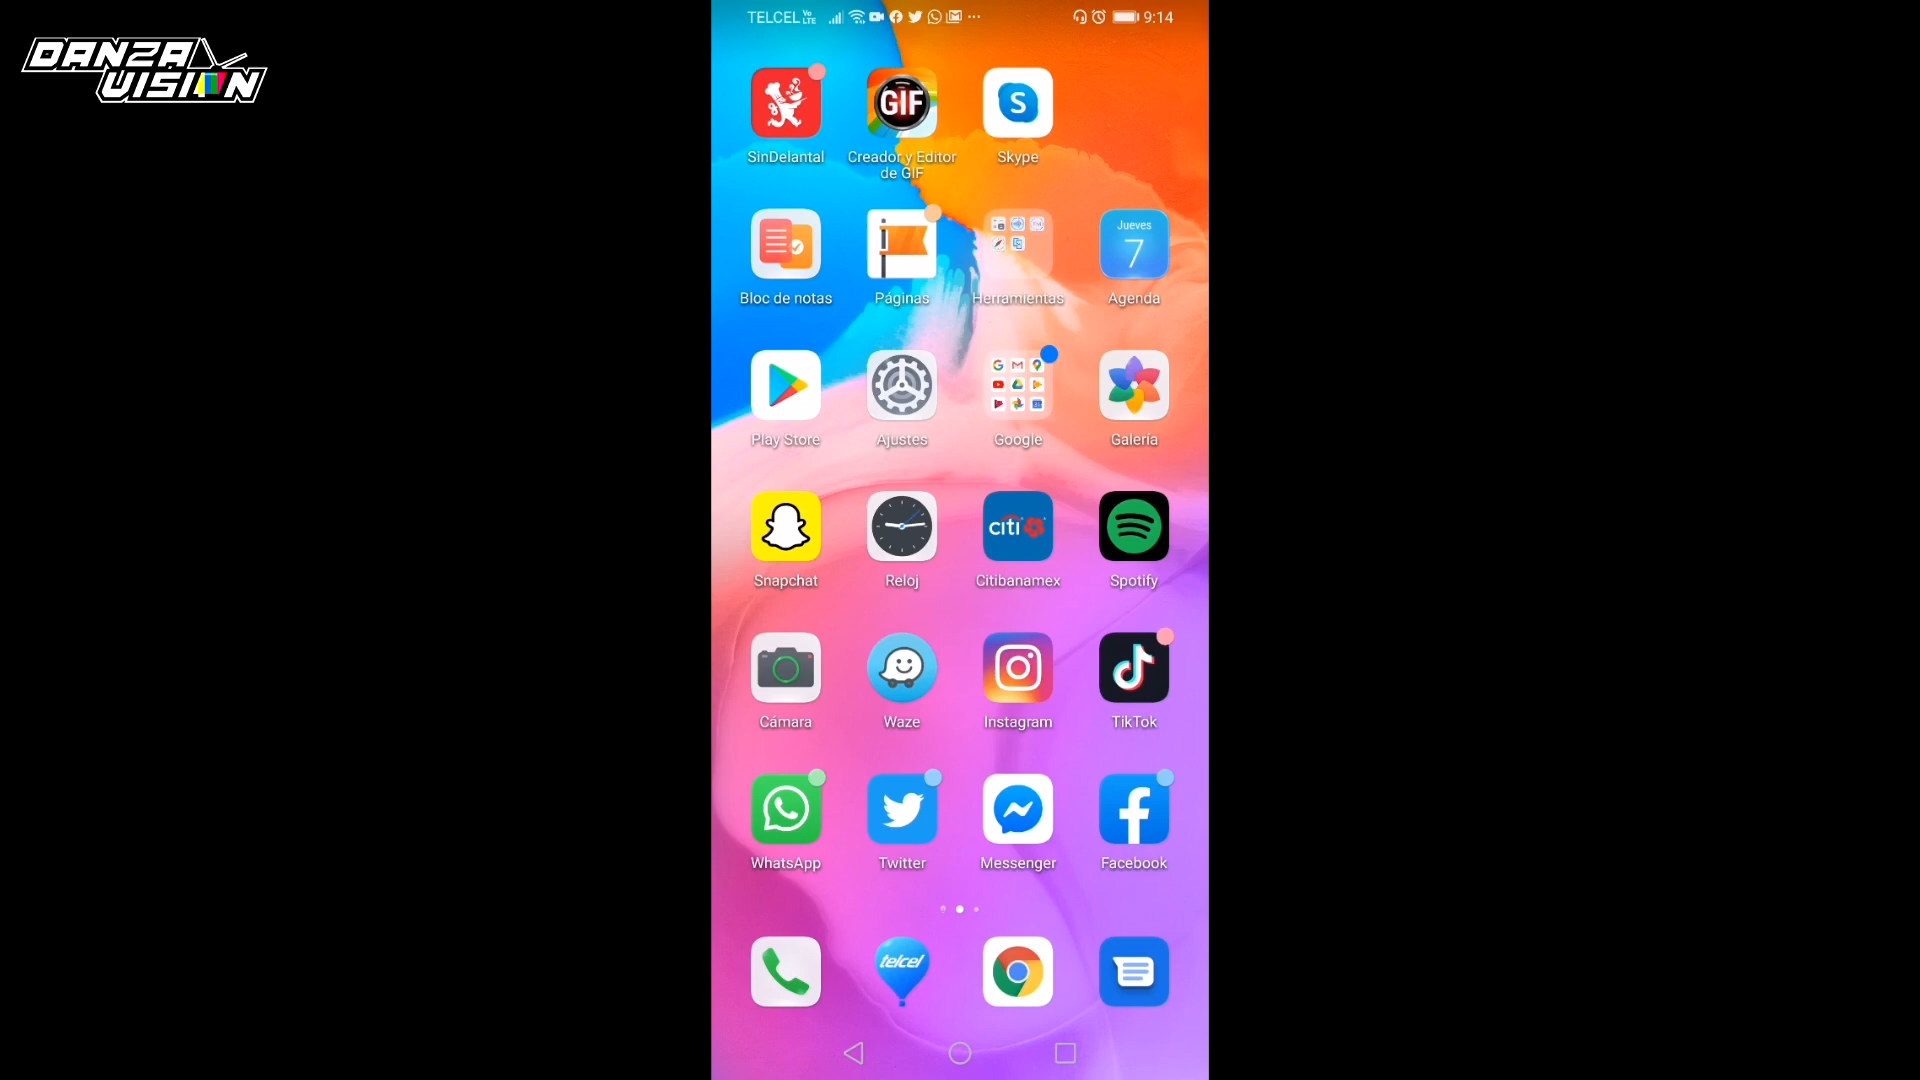 DANZA
VISION
TELCEL Vo LTE
9:14
SinDelantal
GIF
Creador y Editor
de GIF
S
Skype
Bloc de notas
Páginas
Herramientas
Jueves
7
Agenda
Play Store
Ajustes
Google
Galería
Snapchat
Reloj
citi
Citibanamex
Spotify
Cámara
Waze
Instagram
TikTok
WhatsApp
Twitter
Messenger
Facebook
telcel